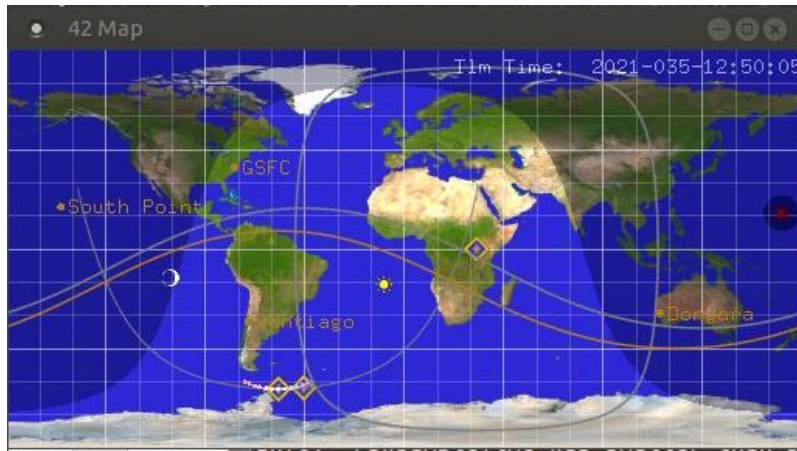 42 Map
Tlm Time: 2021-035-12:50:05
GSFC
South Point
Santiago
Dongara